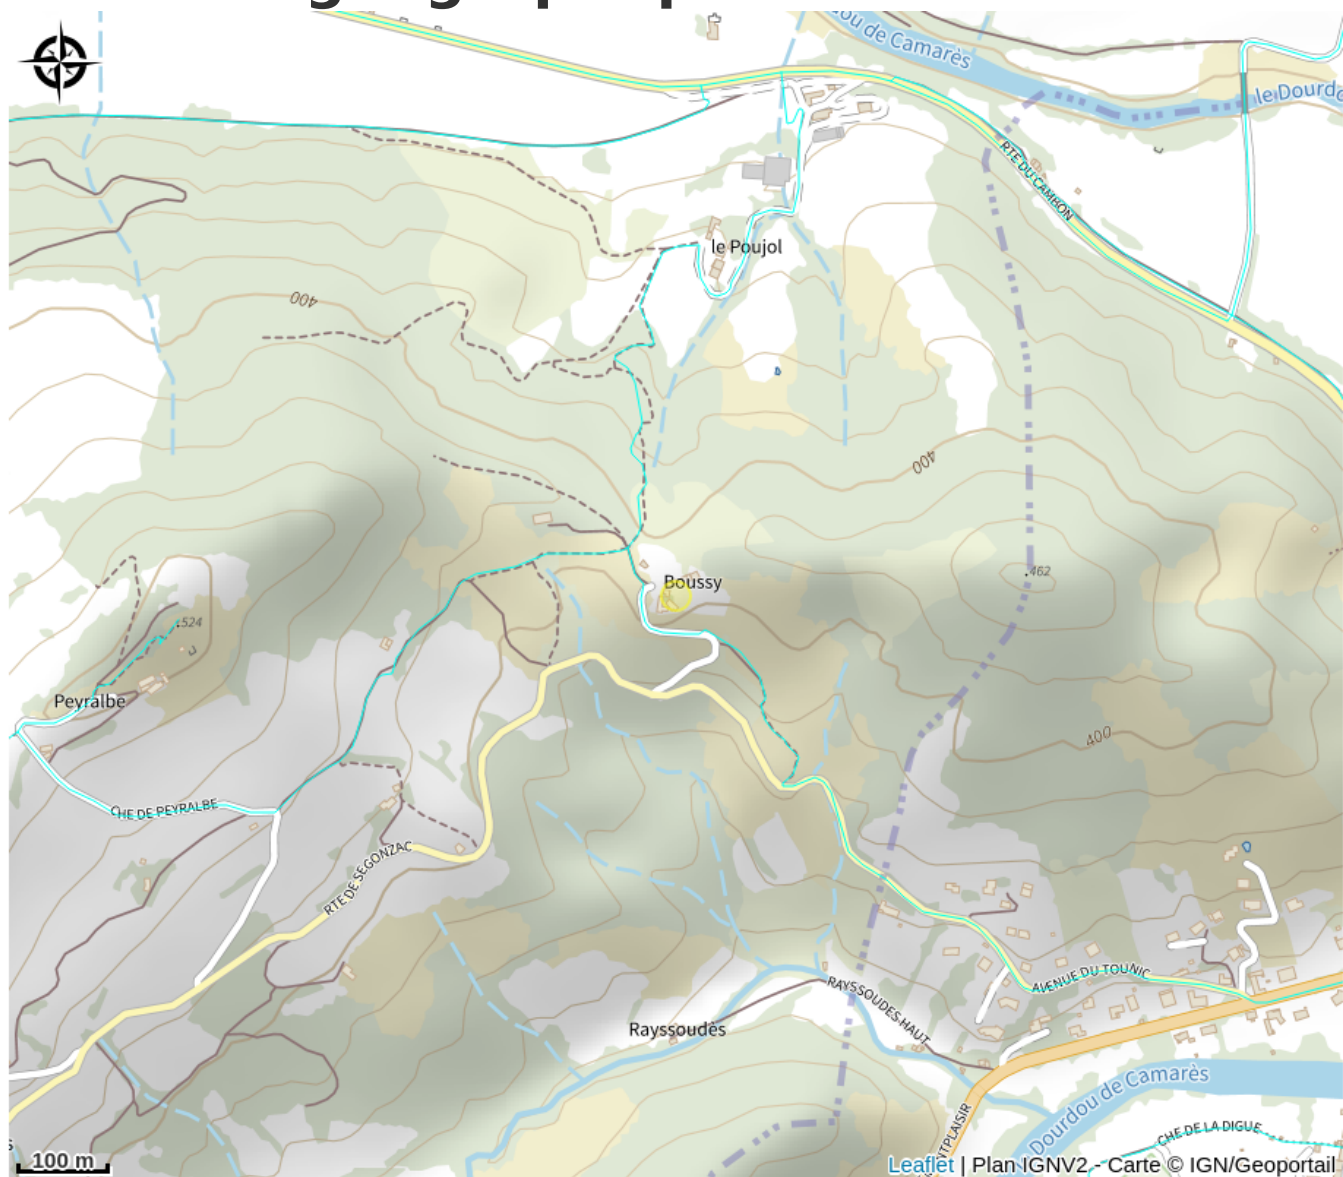 ou de Camarès
le Dourdo
RTE DU CAMBON
le Poujol
400
400
Boussy
462
524
Peyralbe
400
CHE DE PEYRALBE
RTE DE SEGONZAC
AVENUE DU TOUNIC
RAYSSOUDES-HAUT
Rayssoudès
Dourdou de Camarès
NTPLAISIR
CHE DE LA DIGUE
100 m
Leaflet | Plan IGNV2 - Carte © IGN/Geoportail